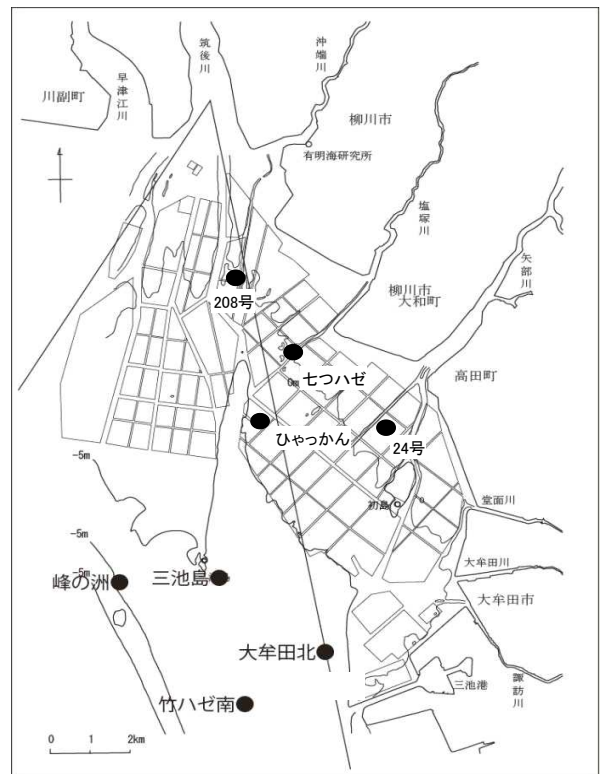 筑後川
沖端川
早津江川
川副町
柳川市
有明海研究所
塩塚川
矢部川
208号
柳川市
大和町
七つハゼ
0m
高田町
ひゃっかん
24号
-5m
初島
堂面川
-5m
大牟田川
-5m
峰の洲
三池島
大牟田市
大牟田北
三池港
諏訪川
竹ハゼ南
0 1 2km